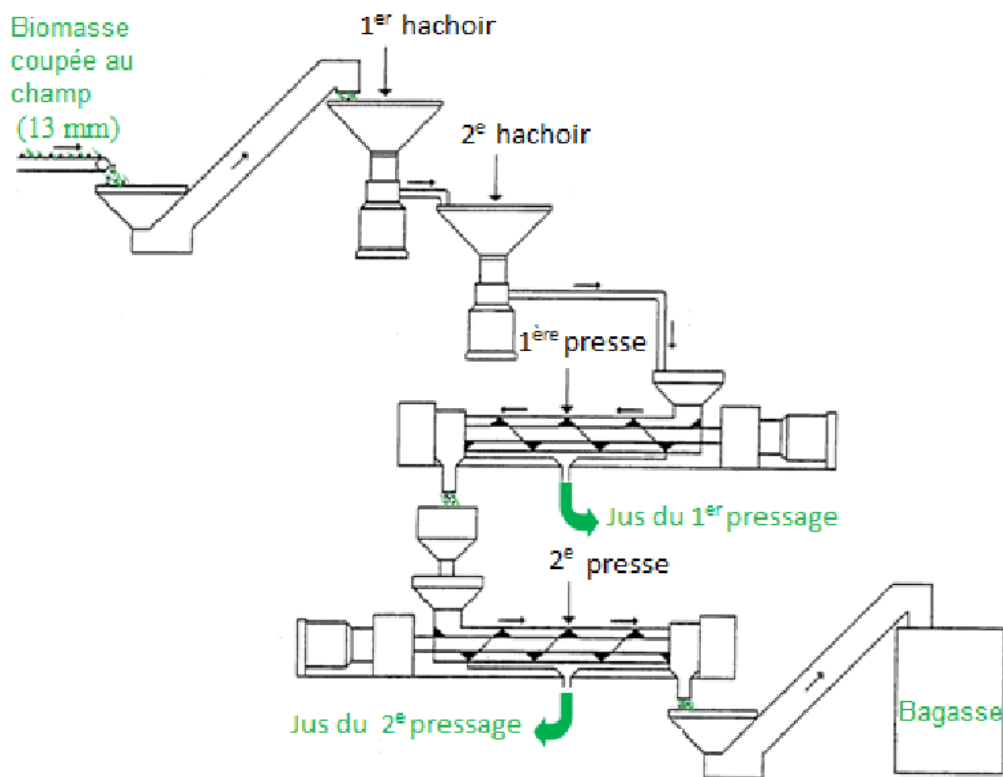 Biomasse
coupée au
champ
(13 mm)
1er hachoir
2e hachoir
1ère presse
Jus du 1er pressage
2e presse
Jus du 2e pressage
Bagasse